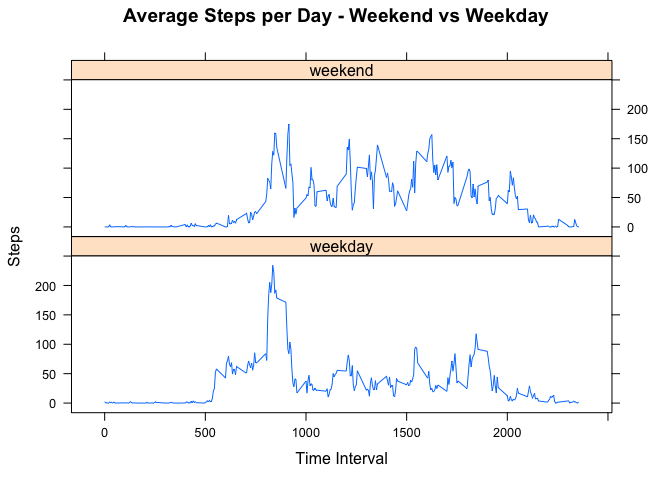 Average Steps per Day - Weekend vs Weekday
weekend
200
150
100
50
0
Steps
weekday
200
150
100
50
0
0 500 1000 1500 2000
Time Interval